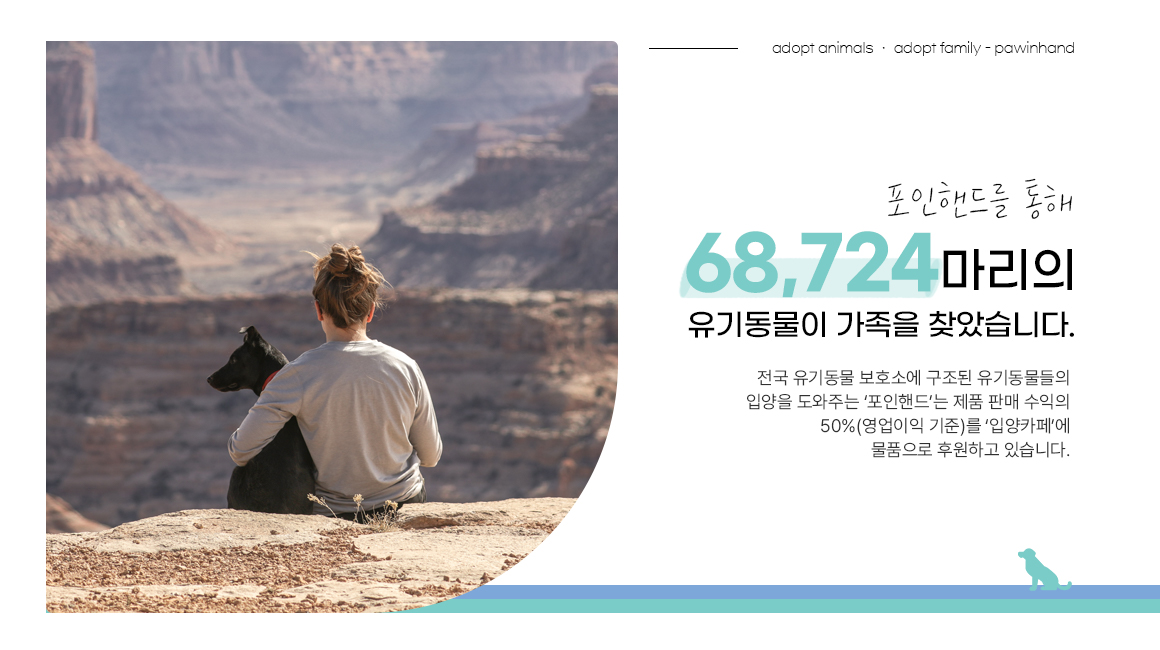 adopt animals · adopt family - pawinhand
포인핸드를 통해
68,724마리의
유기동물이 가족을 찾았습니다.
전국 유기동물 보호소에 구조된 유기동물들의
입양을 도와주는 ‘포인핸드’는 제품 판매 수익의
50%(영업이익 기준)를 ‘입양카페’에
물품으로 후원하고 있습니다.